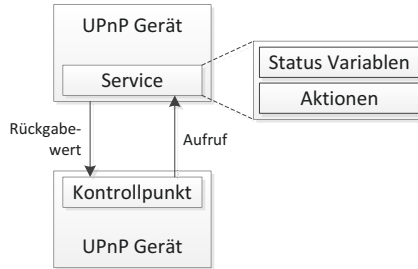 UPnP Gerät
Service
Status Variablen
Aktionen
Rückgabe-
wert
Aufruf
Kontrollpunkt
UPnP Gerät